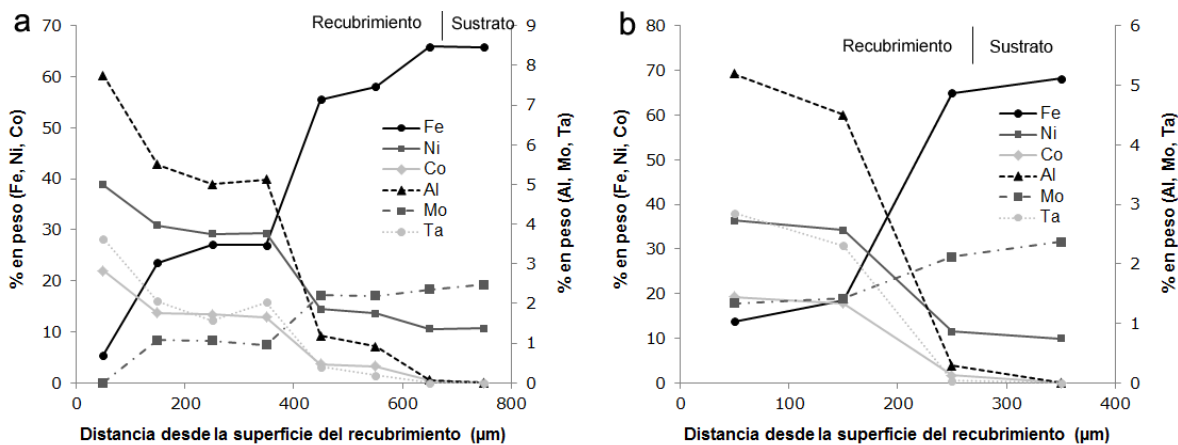 a
Recubrimiento | Sustrato
% en peso (Fe, Ni, Co)
70
60
50
40
30
20
10
0
Fe
Ni
Co
Al
Mo
Ta
9
8
7
6
5
4
3
2
1
0
% en peso (Al, Mo, Ta)
0 200 400 600 800
Distancia desde la superficie del recubrimiento (µm)
b
Recubrimiento | Sustrato
% en peso (Fe, Ni, Co)
80
70
60
50
40
30
20
10
0
Fe
Ni
Co
Al
Mo
Ta
6
5
4
3
2
1
0
% en peso (Al, Mo, Ta)
0 100 200 300 400
Distancia desde la superficie del recubrimiento (µm)